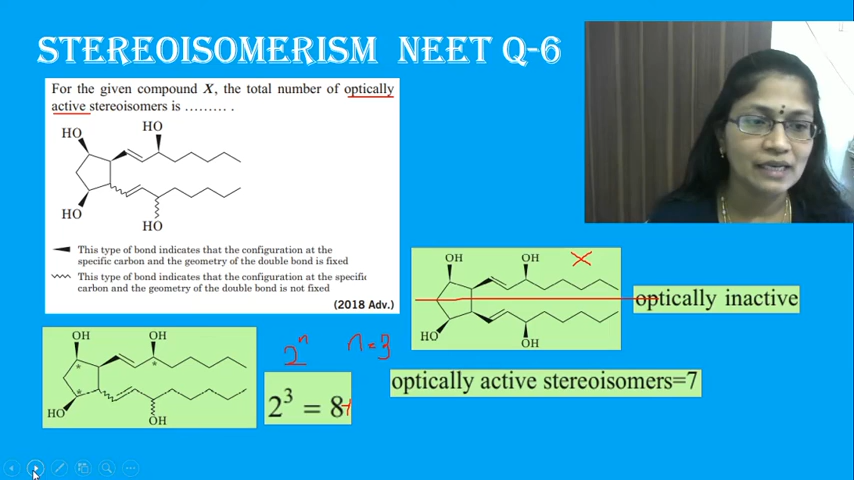 STEREOISOMERISM NEET Q-6
For the given compound X, the total number of optically
active stereoisomers is ......... .
HO
HO
HO
HO
This type of bond indicates that the configuration at the
specific carbon and the geometry of the double bond is fixed
This type of bond indicates that the configuration at the specific
carbon and the geometry of the double bond is not fixed
(2018 Adv.)
OH
OH
×
HO
OH
optically inactive
OH
OH
*
*
*
HO
OH
2ⁿ n=3
2³ = 8
optically active stereoisomers=7